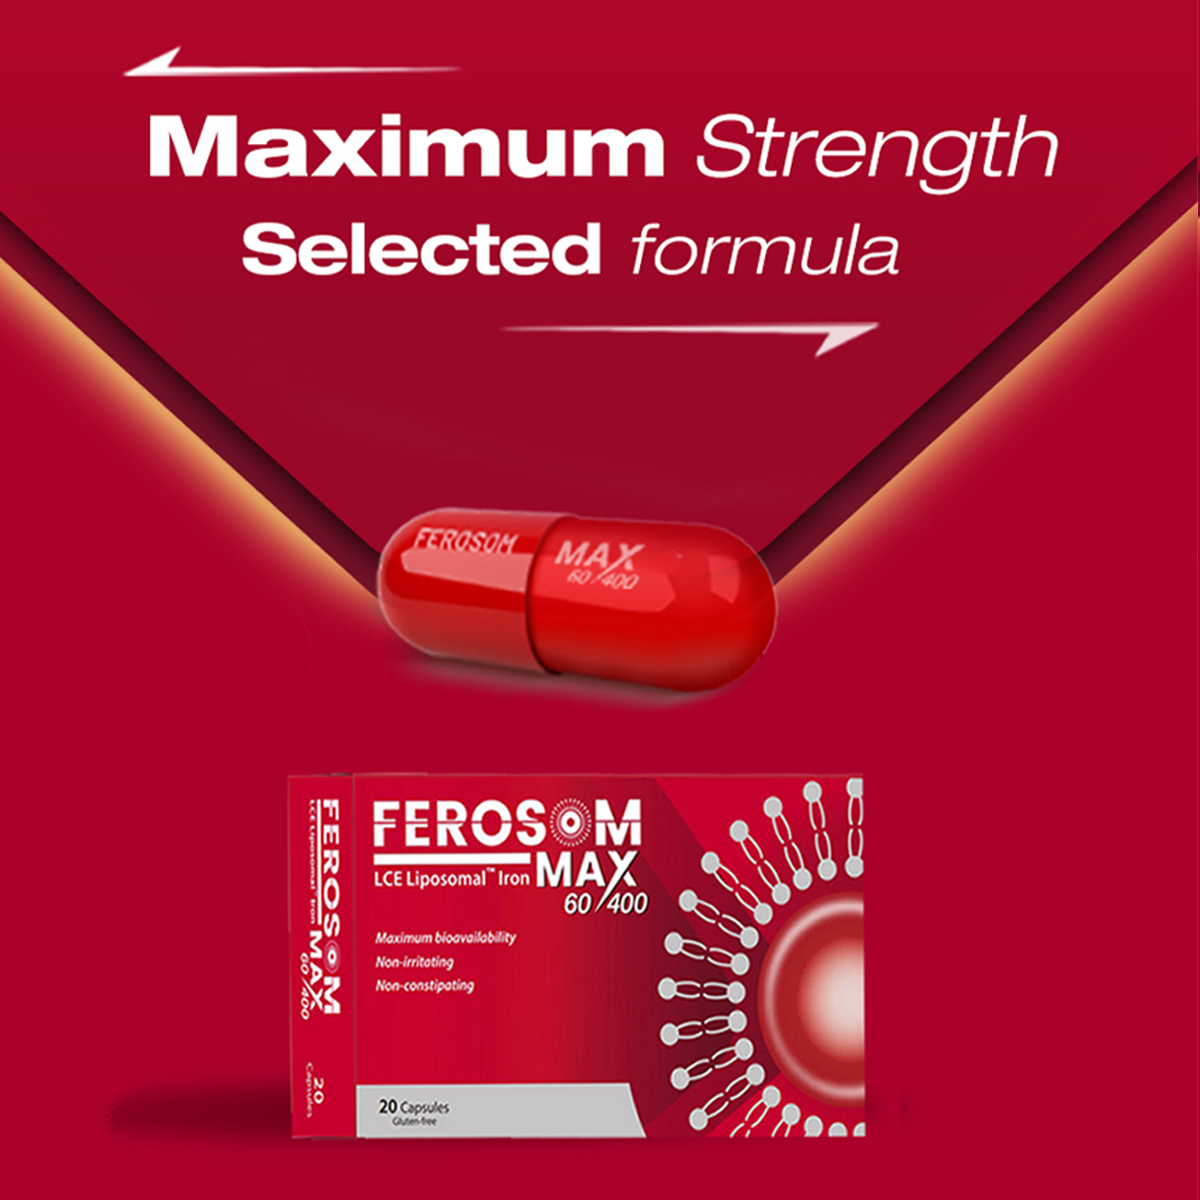 Maximum Strength
Selected formula
FEROSOM
MAX
60/400
FEROSOM
LCE Liposomal™ Iron MAX
60/400
Maximum bioavailability
Non-irritating
Non-constipating
20 Capsules
Gluten-free
FEROSOM MAX
LCE Liposomal™ Iron 60/400
20
Capsules